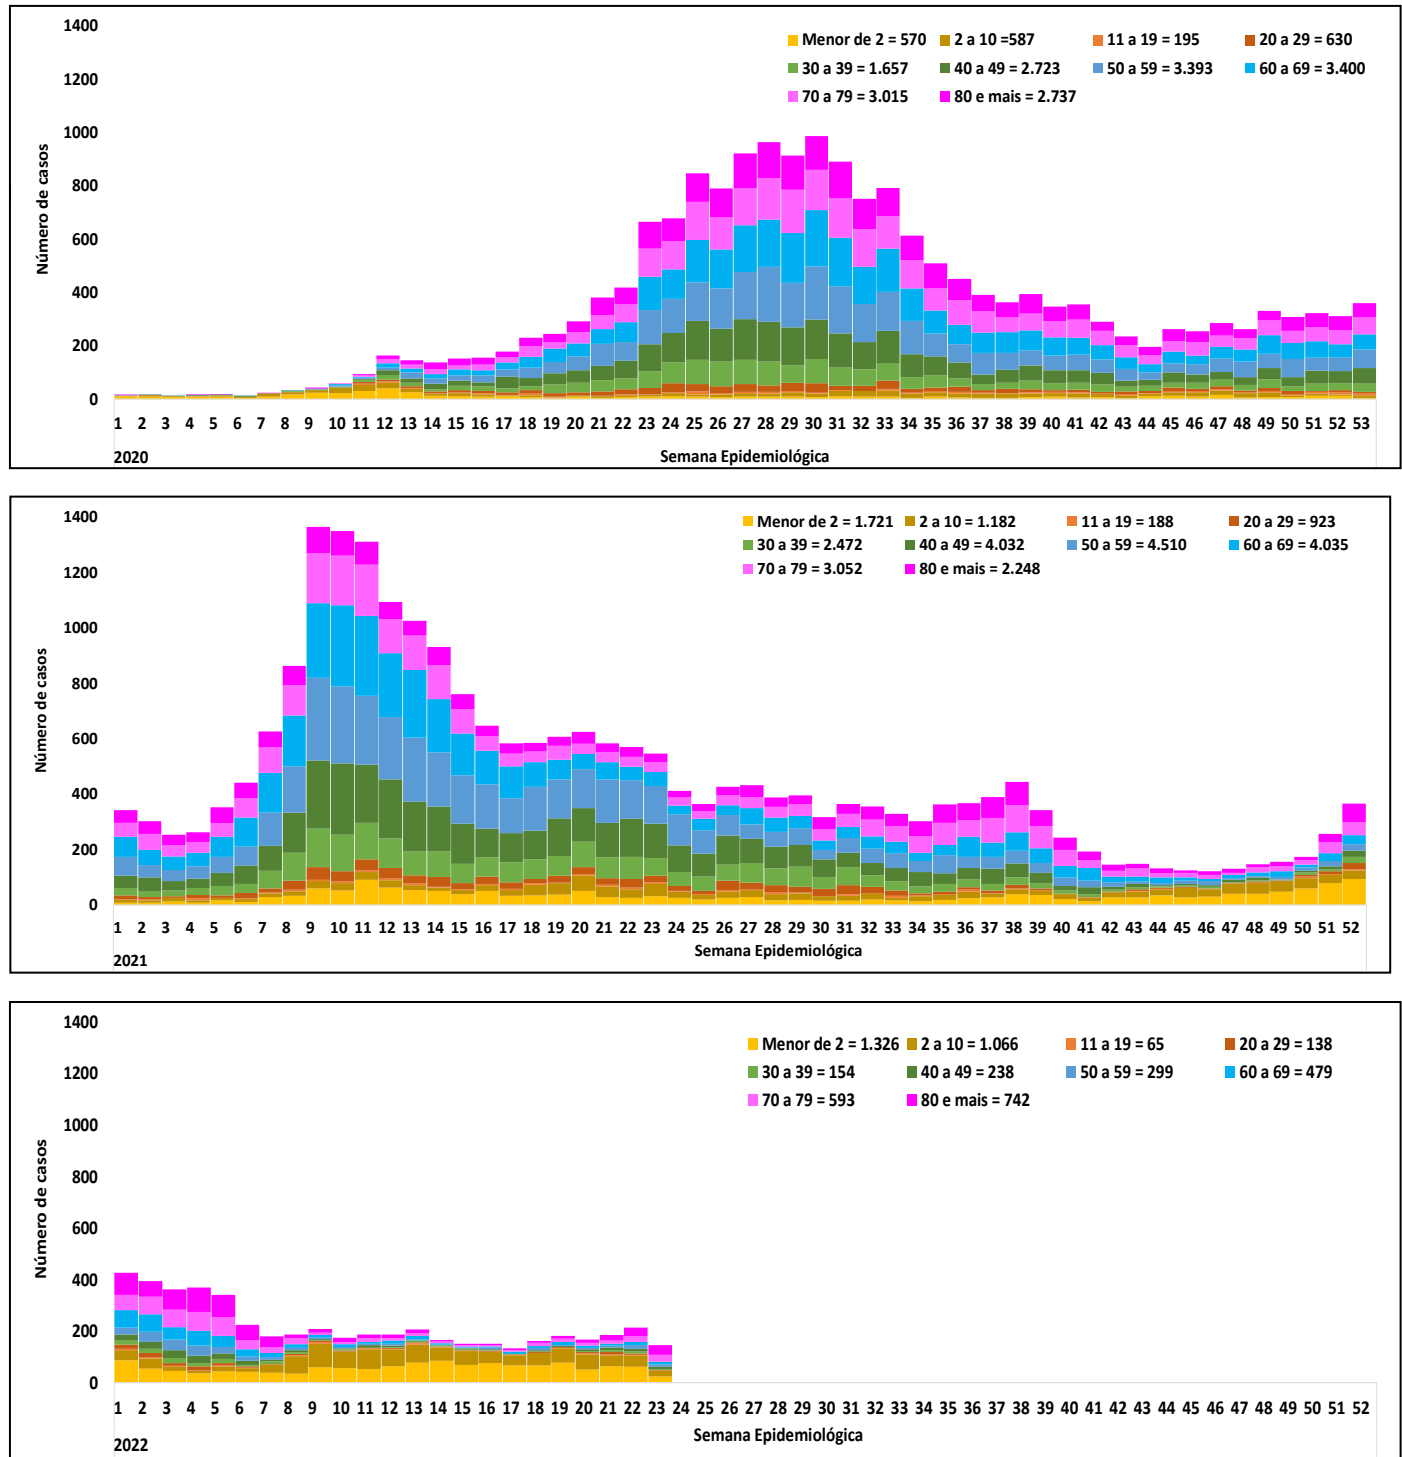 1400
Menor de 2 = 570 2 a 10 =587 11 a 19 = 195 20 a 29 = 630
30 a 39 = 1.657 40 a 49 = 2.723 50 a 59 = 3.393 60 a 69 = 3.400
70 a 79 = 3.015 80 e mais = 2.737
1200
1000
800
600
400
200
0
Número de casos
1 2 3 4 5 6 7 8 9 10 11 12 13 14 15 16 17 18 19 20 21 22 23 24 25 26 27 28 29 30 31 32 33 34 35 36 37 38 39 40 41 42 43 44 45 46 47 48 49 50 51 52 53
2020
Semana Epidemiológica
1400
Menor de 2 = 1.721 2 a 10 = 1.182 11 a 19 = 188 20 a 29 = 923
30 a 39 = 2.472 40 a 49 = 4.032 50 a 59 = 4.510 60 a 69 = 4.035
70 a 79 = 3.052 80 e mais = 2.248
1200
1000
800
600
400
200
0
Número de casos
1 2 3 4 5 6 7 8 9 10 11 12 13 14 15 16 17 18 19 20 21 22 23 24 25 26 27 28 29 30 31 32 33 34 35 36 37 38 39 40 41 42 43 44 45 46 47 48 49 50 51 52
Semana Epidemiológica
2021
1400
Menor de 2 = 1.326 2 a 10 = 1.066 11 a 19 = 65 20 a 29 = 138
30 a 39 = 154 40 a 49 = 238 50 a 59 = 299 60 a 69 = 479
70 a 79 = 593 80 e mais = 742
1200
1000
800
600
400
200
0
Número de casos
1 2 3 4 5 6 7 8 9 10 11 12 13 14 15 16 17 18 19 20 21 22 23 24 25 26 27 28 29 30 31 32 33 34 35 36 37 38 39 40 41 42 43 44 45 46 47 48 49 50 51 52
Semana Epidemiológica
2022